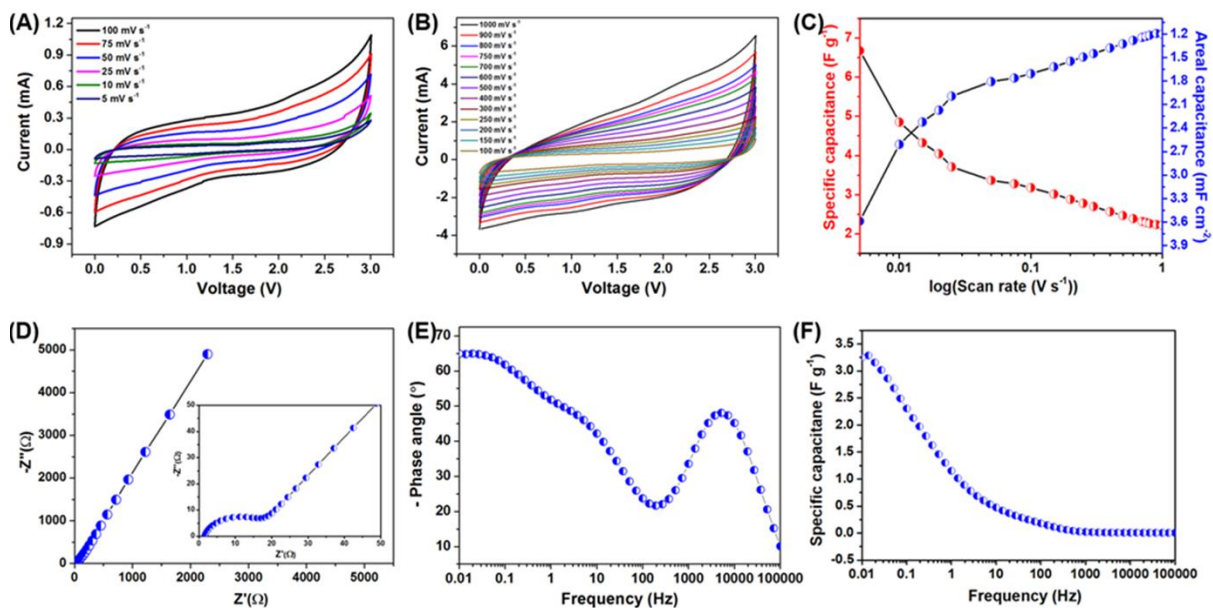 (A)
Current (mA)
1.2
0.9
0.6
0.3
0.0
-0.3
-0.6
-0.9
100 mV s-1
75 mV s-1
50 mV s-1
25 mV s-1
10 mV s-1
5 mV s-1
0.0 0.5 1.0 1.5 2.0 2.5 3.0
Voltage (V)
(B)
Current (mA)
6
4
2
0
-2
-4
1000 mV s-1
900 mV s-1
800 mV s-1
750 mV s-1
700 mV s-1
600 mV s-1
500 mV s-1
400 mV s-1
300 mV s-1
250 mV s-1
200 mV s-1
150 mV s-1
100 mV s-1
0.0 0.5 1.0 1.5 2.0 2.5 3.0
Voltage (V)
(C)
Specific capacitance (F g-1)
7
6
5
4
3
2
Areal capacitance (mF cm-2)
1.2
1.5
1.8
2.1
2.4
2.7
3.0
3.3
3.6
3.9
0.01 0.1 1
log(Scan rate (V s-1))
(D)
-Z''(Ω)
5000
4000
3000
2000
1000
0
0 1000 2000 3000 4000 5000
Z'(Ω)
-Z''(Ω)
50
40
30
20
10
0
0 10 20 30 40 50
Z'(Ω)
(E)
- Phase angle (°)
70
60
50
40
30
20
10
0.01 0.1 1 10 100 1000 10000 100000
Frequency (Hz)
(F)
Specific capacitane (F g-1)
3.5
3.0
2.5
2.0
1.5
1.0
0.5
0.0
-0.5
0.01 0.1 1 10 100 1000 10000 100000
Frequency (Hz)